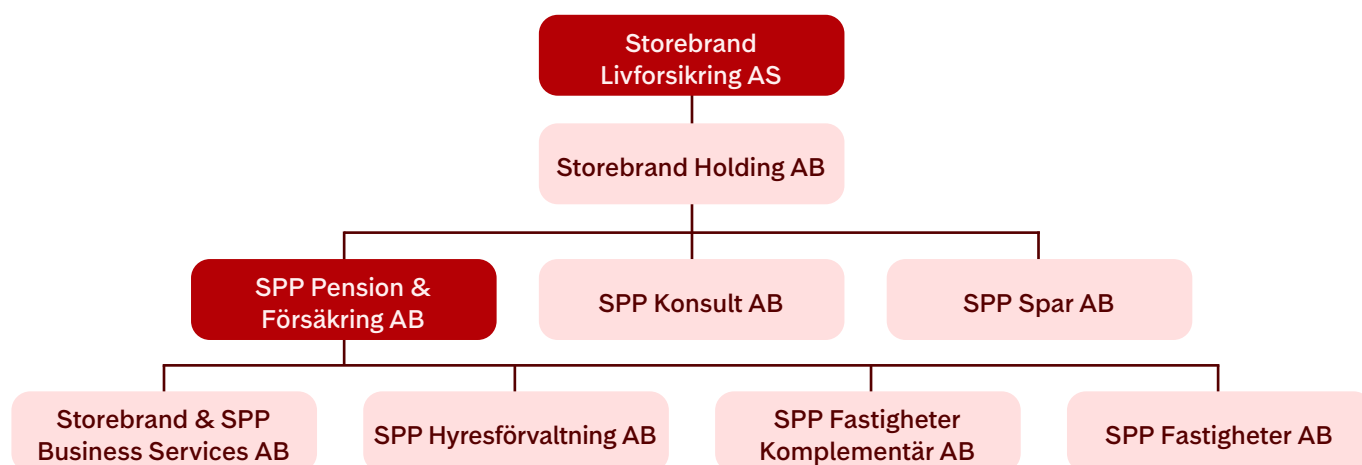 Storebrand
Livforsikring AS
Storebrand Holding AB
SPP Pension &
Försäkring AB
SPP Konsult AB
SPP Spar AB
Storebrand & SPP
Business Services AB
SPP Hyresförvaltning AB
SPP Fastigheter
Komplementär AB
SPP Fastigheter AB